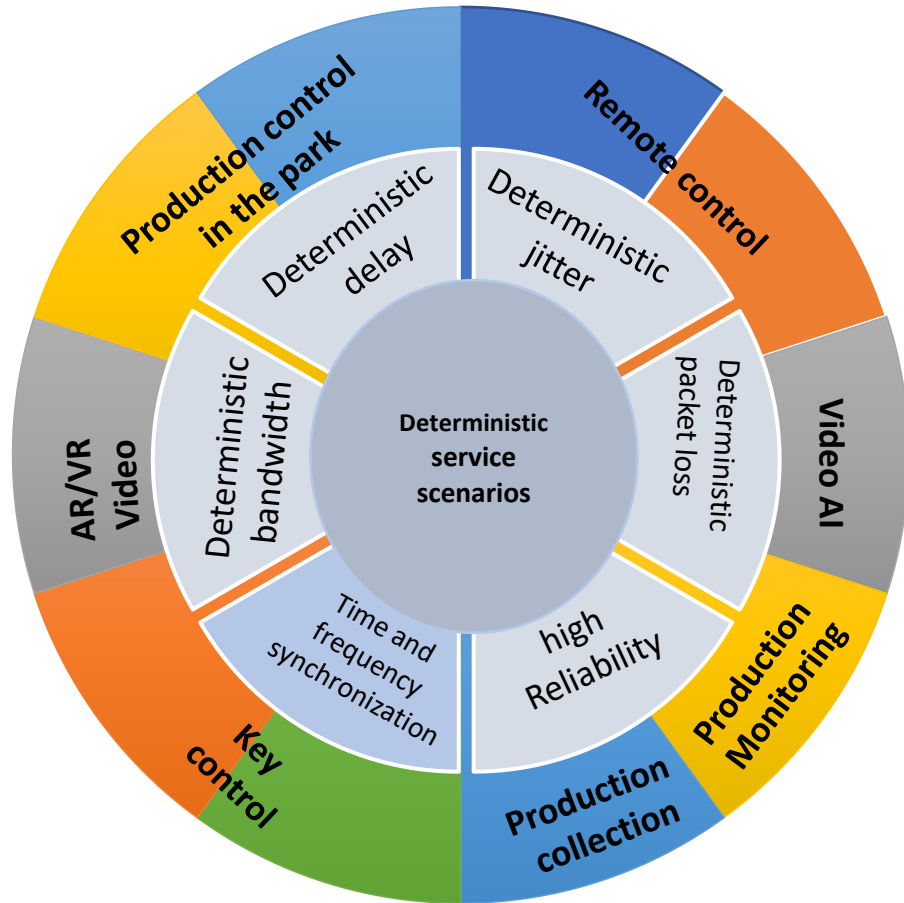 Production control
in the park
Remote control
Deterministic
delay
Deterministic
jitter
Deterministic
bandwidth
Deterministic
packet loss
AR/VR
Video
Deterministic
service
scenarios
Video AI
Time and
frequency
synchronization
high
Reliability
Production
Monitoring
Key
control
Production
collection